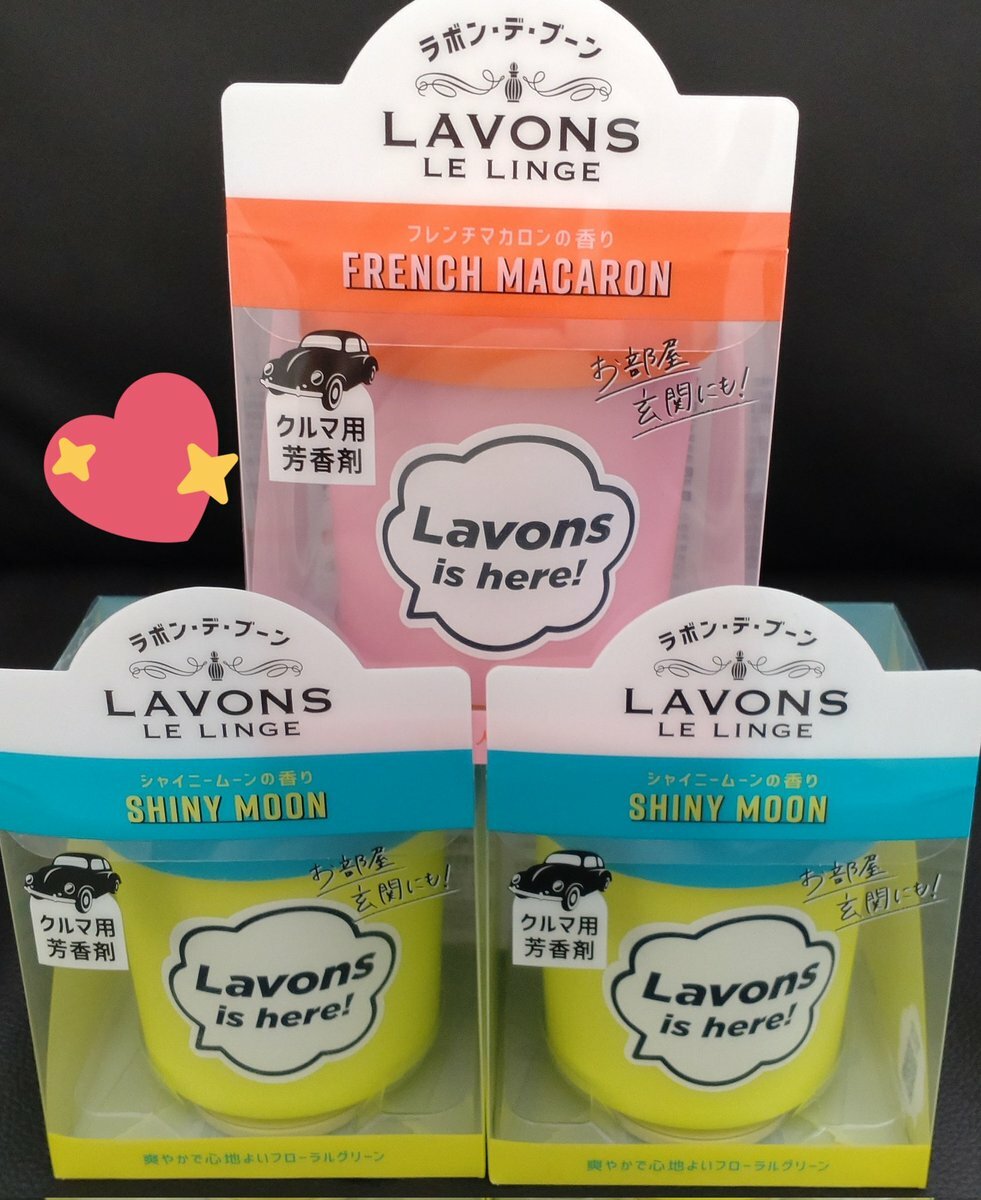 ラボン・デ・ブーン
LAVONS
LE LINGE
フレンチマカロンの香り
FRENCH MACARON
お部屋
玄関にも!
クルマ用
芳香剤
Lavons
is here!
ラボン・デ・ブーン
LAVONS
LE LINGE
シャイニームーンの香り
SHINY MOON
お部屋
玄関にも!
クルマ用
芳香剤
Lavons
is here!
爽やかで心地よいフローラルグリーン
ラボン・デ・ブーン
LAVONS
LE LINGE
シャイニームーンの香り
SHINY MOON
お部屋
玄関にも!
クルマ用
芳香剤
Lavons
is here!
爽やかで心地よいフローラルグリーン